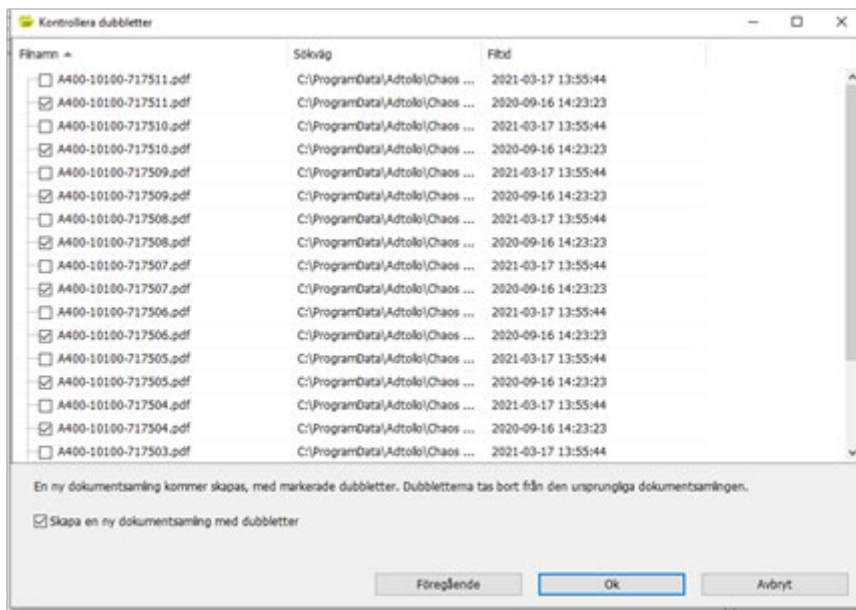 Kontrollera dubbletter
Filnamn Sökväg Filtid
A400-10100-717511.pdf C:\ProgramData\Adtollo\Chaos ... 2021-03-17 13:55:44
A400-10100-717511.pdf C:\ProgramData\Adtollo\Chaos ... 2020-09-16 14:23:23
A400-10100-717510.pdf C:\ProgramData\Adtollo\Chaos ... 2021-03-17 13:55:44
A400-10100-717510.pdf C:\ProgramData\Adtollo\Chaos ... 2020-09-16 14:23:23
A400-10100-717509.pdf C:\ProgramData\Adtollo\Chaos ... 2021-03-17 13:55:44
A400-10100-717509.pdf C:\ProgramData\Adtollo\Chaos ... 2020-09-16 14:23:23
A400-10100-717508.pdf C:\ProgramData\Adtollo\Chaos ... 2021-03-17 13:55:44
A400-10100-717508.pdf C:\ProgramData\Adtollo\Chaos ... 2020-09-16 14:23:23
A400-10100-717507.pdf C:\ProgramData\Adtollo\Chaos ... 2021-03-17 13:55:44
A400-10100-717507.pdf C:\ProgramData\Adtollo\Chaos ... 2020-09-16 14:23:23
A400-10100-717506.pdf C:\ProgramData\Adtollo\Chaos ... 2021-03-17 13:55:44
A400-10100-717506.pdf C:\ProgramData\Adtollo\Chaos ... 2020-09-16 14:23:23
A400-10100-717505.pdf C:\ProgramData\Adtollo\Chaos ... 2021-03-17 13:55:44
A400-10100-717505.pdf C:\ProgramData\Adtollo\Chaos ... 2020-09-16 14:23:23
A400-10100-717504.pdf C:\ProgramData\Adtollo\Chaos ... 2021-03-17 13:55:44
A400-10100-717504.pdf C:\ProgramData\Adtollo\Chaos ... 2020-09-16 14:23:23
A400-10100-717503.pdf C:\ProgramData\Adtollo\Chaos ... 2021-03-17 13:55:44
En ny dokumentsamling kommer skapas, med markerade dubbletter. Dubbletterna tas bort från den ursprungliga dokumentsamlingen.
Skapa en ny dokumentsamling med dubbletter
Föregående Ok Avbryt